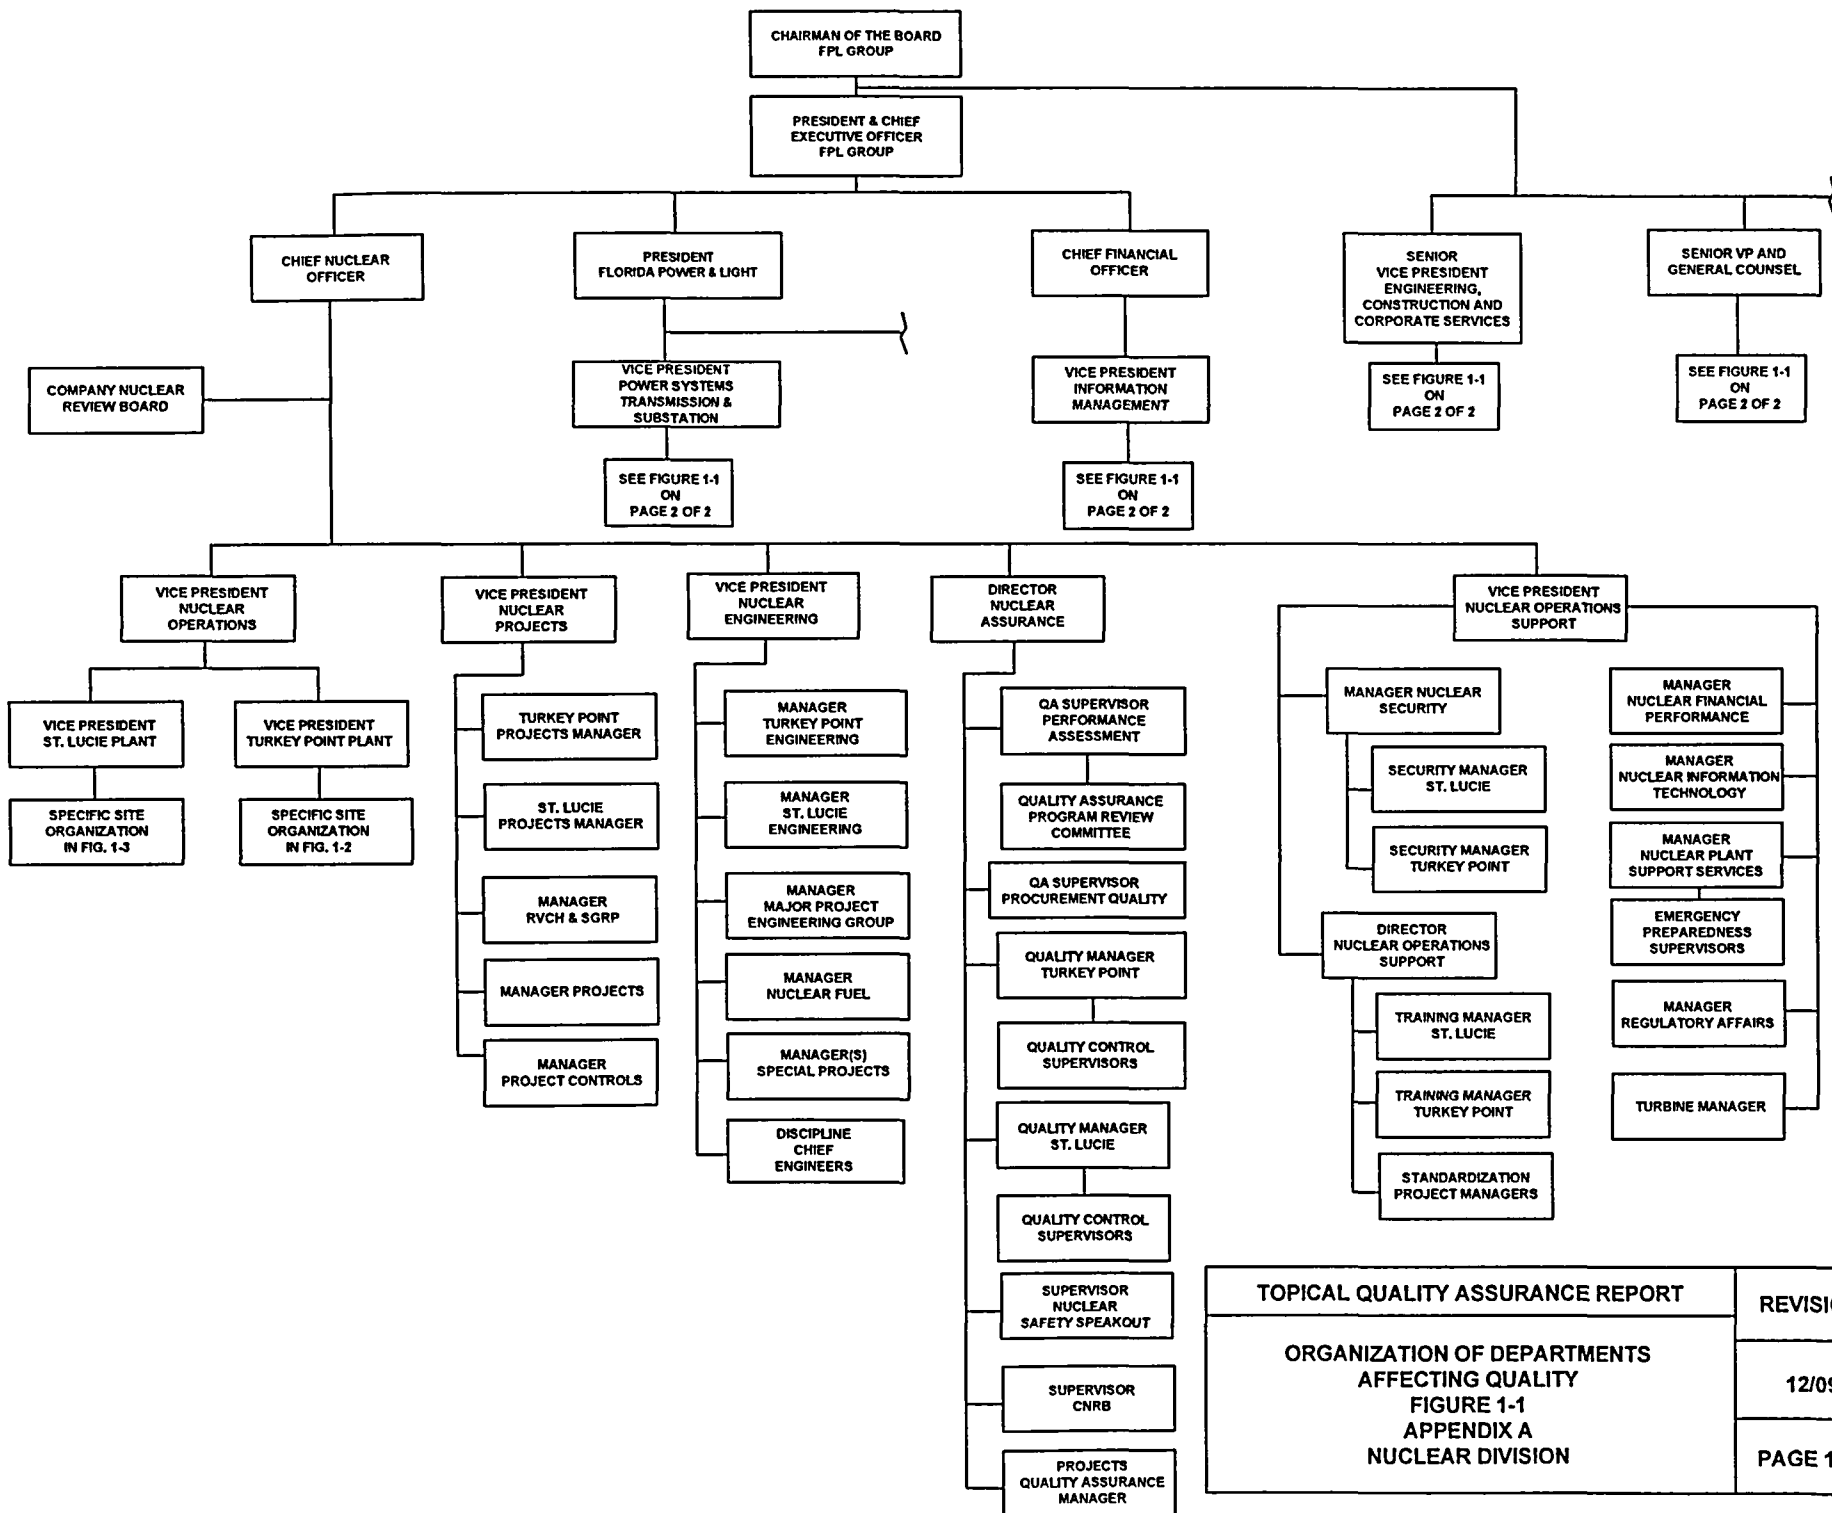 CHAIRMAN OF THE BOARD
FPL GROUP
PRESIDENT & CHIEF
EXECUTIVE OFFICER
FPL GROUP
CHIEF NUCLEAR
OFFICER
PRESIDENT
FLORIDA POWER & LIGHT
CHIEF FINANCIAL
OFFICER
SENIOR
VICE PRESIDENT
ENGINEERING,
CONSTRUCTION AND
CORPORATE SERVICES
SENIOR VP AND
GENERAL COUNSEL
COMPANY NUCLEAR
REVIEW BOARD
VICE PRESIDENT
POWER SYSTEMS
TRANSMISSION &
SUBSTATION
VICE PRESIDENT
INFORMATION
MANAGEMENT
SEE FIGURE 1-1
ON
PAGE 2 OF 2
SEE FIGURE 1-1
ON
PAGE 2 OF 2
SEE FIGURE 1-1
ON
PAGE 2 OF 2
SEE FIGURE 1-1
ON
PAGE 2 OF 2
VICE PRESIDENT
NUCLEAR
OPERATIONS
VICE PRESIDENT
NUCLEAR
PROJECTS
VICE PRESIDENT
NUCLEAR
ENGINEERING
DIRECTOR
NUCLEAR
ASSURANCE
VICE PRESIDENT
NUCLEAR OPERATIONS
SUPPORT
VICE PRESIDENT
ST. LUCIE PLANT
VICE PRESIDENT
TURKEY POINT PLANT
SPECIFIC SITE
ORGANIZATION
IN FIG. 1-3
SPECIFIC SITE
ORGANIZATION
IN FIG. 1-2
TURKEY POINT
PROJECTS MANAGER
ST. LUCIE
PROJECTS MANAGER
MANAGER
RVCH & SGRP
MANAGER PROJECTS
MANAGER
PROJECT CONTROLS
MANAGER
TURKEY POINT
ENGINEERING
MANAGER
ST. LUCIE
ENGINEERING
MANAGER
MAJOR PROJECT
ENGINEERING GROUP
MANAGER
NUCLEAR FUEL
MANAGER(S)
SPECIAL PROJECTS
DISCIPLINE
CHIEF
ENGINEERS
QA SUPERVISOR
PERFORMANCE
ASSESSMENT
QUALITY ASSURANCE
PROGRAM REVIEW
COMMITTEE
QA SUPERVISOR
PROCUREMENT QUALITY
QUALITY MANAGER
TURKEY POINT
QUALITY CONTROL
SUPERVISORS
QUALITY MANAGER
ST. LUCIE
QUALITY CONTROL
SUPERVISORS
SUPERVISOR
NUCLEAR
SAFETY SPEAKOUT
SUPERVISOR
CNRB
PROJECTS
QUALITY ASSURANCE
MANAGER
MANAGER NUCLEAR
SECURITY
SECURITY MANAGER
ST. LUCIE
SECURITY MANAGER
TURKEY POINT
DIRECTOR
NUCLEAR OPERATIONS
SUPPORT
TRAINING MANAGER
ST. LUCIE
TRAINING MANAGER
TURKEY POINT
STANDARDIZATION
PROJECT MANAGERS
MANAGER
NUCLEAR FINANCIAL
PERFORMANCE
MANAGER
NUCLEAR INFORMATION
TECHNOLOGY
MANAGER
NUCLEAR PLANT
SUPPORT SERVICES
EMERGENCY
PREPAREDNESS
SUPERVISORS
MANAGER
REGULATORY AFFAIRS
TURBINE MANAGER
TOPICAL QUALITY ASSURANCE REPORT
ORGANIZATION OF DEPARTMENTS
AFFECTING QUALITY
FIGURE 1-1
APPENDIX A
NUCLEAR DIVISION
12/09
PAGE 1